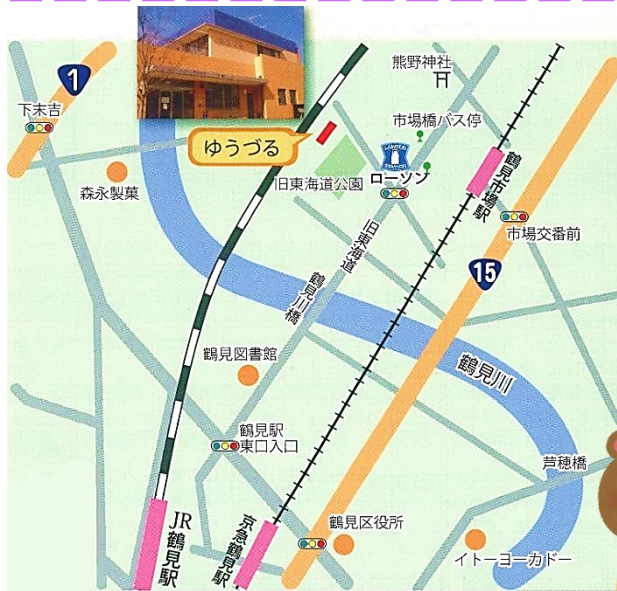 1
熊野神社
下末吉
市場橋バス停
ゆうづる
ローソン
鶴見市場駅
旧東海道公園
森永製菓
旧東海道
市場交番前
15
鶴見川橋
鶴見図書館
鶴見川
鶴見駅
東口入口
芦穂橋
JR
鶴見駅
京急鶴見駅
鶴見区役所
イトーヨーカドー